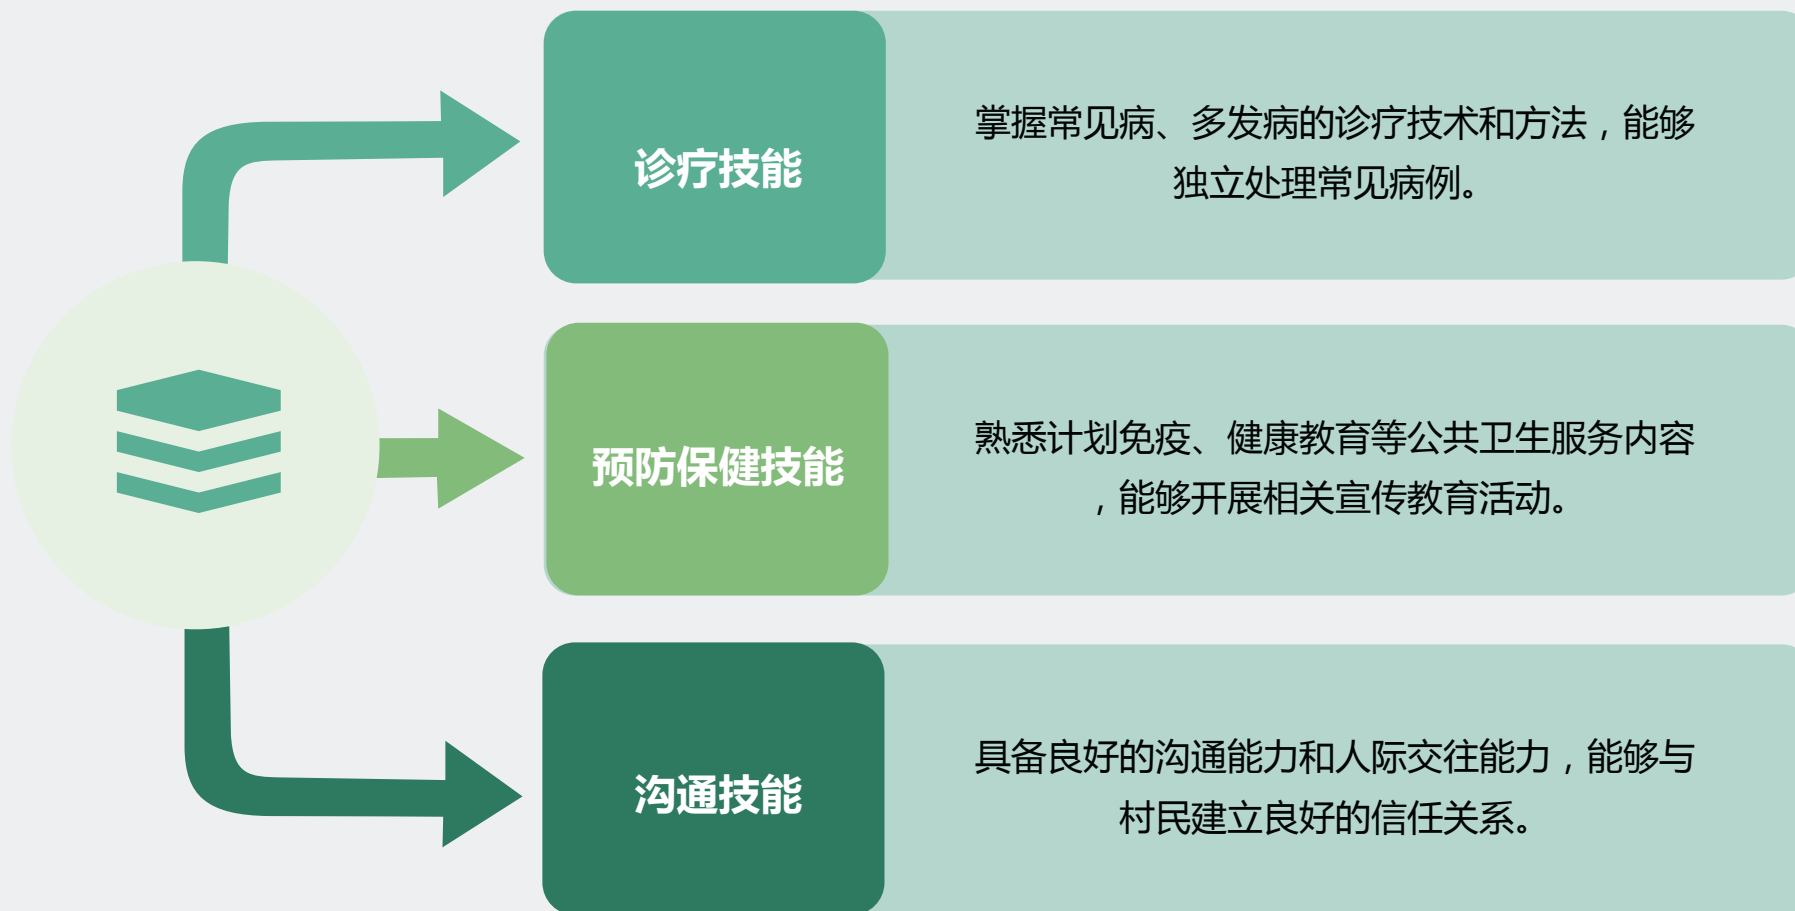 诊疗技能
掌握常见病、多发病的诊疗技术和方法，能够
独立处理常见病例。
预防保健技能
熟悉计划免疫、健康教育等公共卫生服务内容
，能够开展相关宣传教育活动。
沟通技能
具备良好的沟通能力和人际交往能力，能够与
村民建立良好的信任关系。